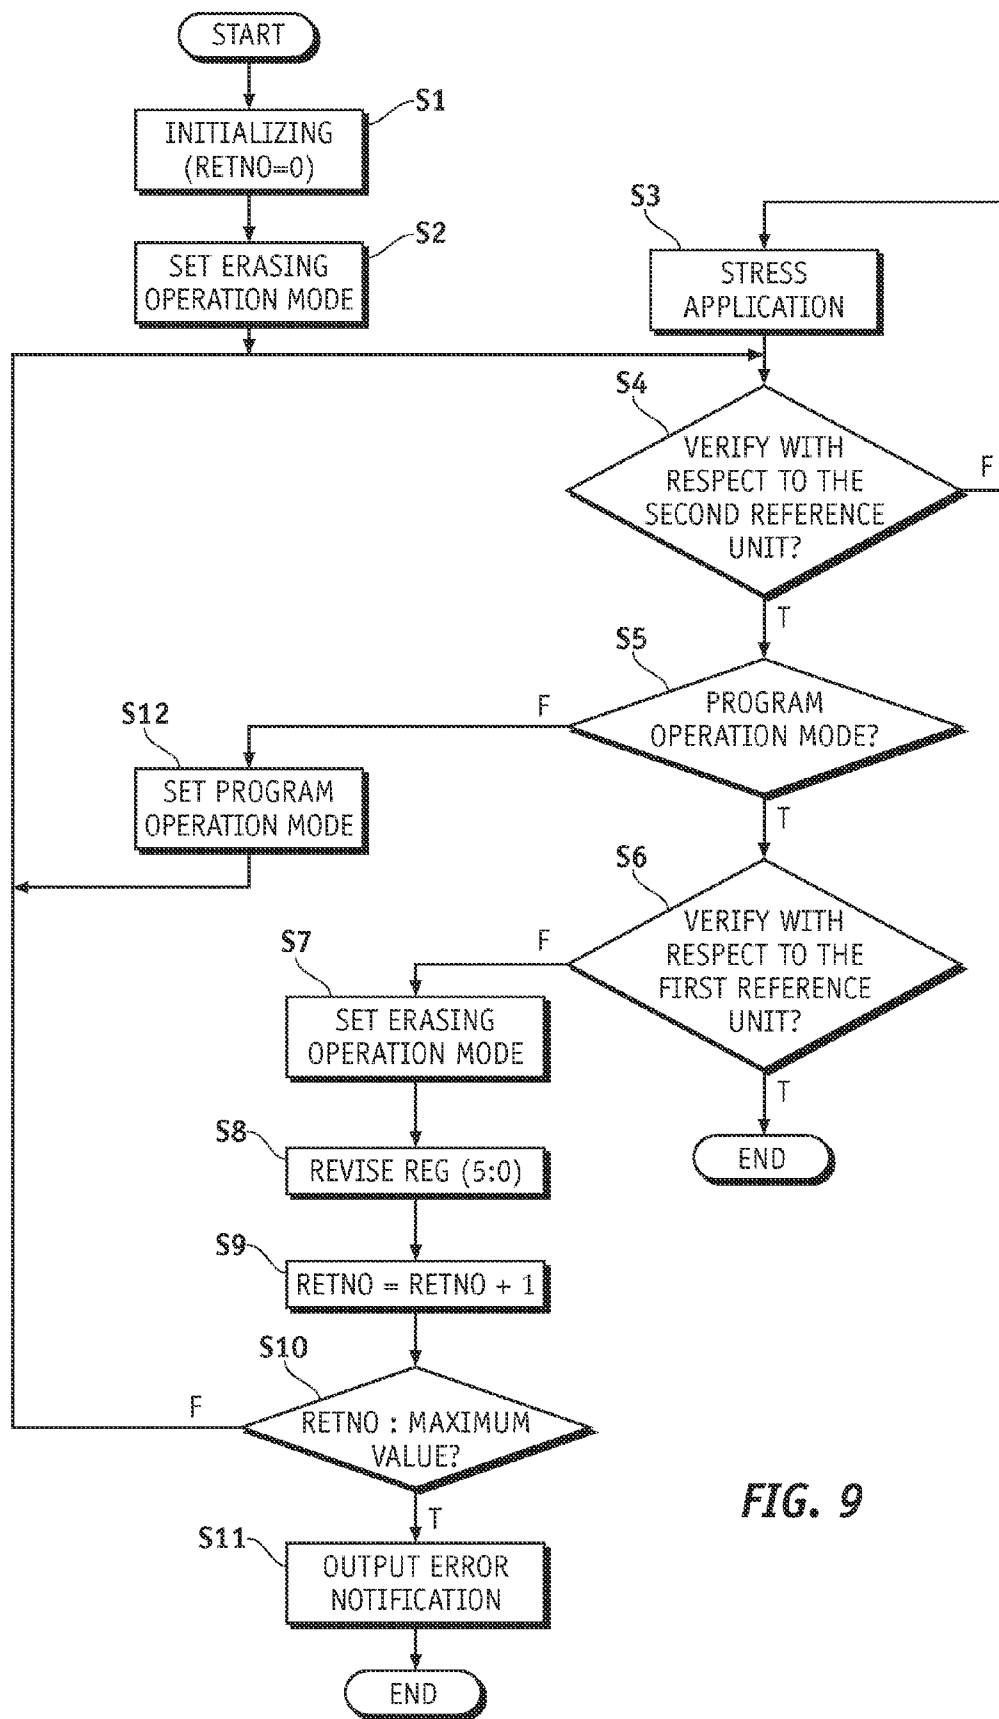 START
S1
INITIALIZING
(RETNO=0)
S2
SET ERASING
OPERATION MODE
S3
STRESS
APPLICATION
S4
VERIFY WITH
RESPECT TO THE
SECOND REFERENCE
UNIT?
F
T
S5
PROGRAM
OPERATION MODE?
F
T
S12
SET PROGRAM
OPERATION MODE
S6
VERIFY WITH
RESPECT TO THE
FIRST REFERENCE
UNIT?
F
T
END
S7
SET ERASING
OPERATION MODE
S8
REVISE REG (5:0)
S9
RETNO = RETNO + 1
S10
RETNO : MAXIMUM
VALUE?
F
T
S11
OUTPUT ERROR
NOTIFICATION
END
FIG. 9